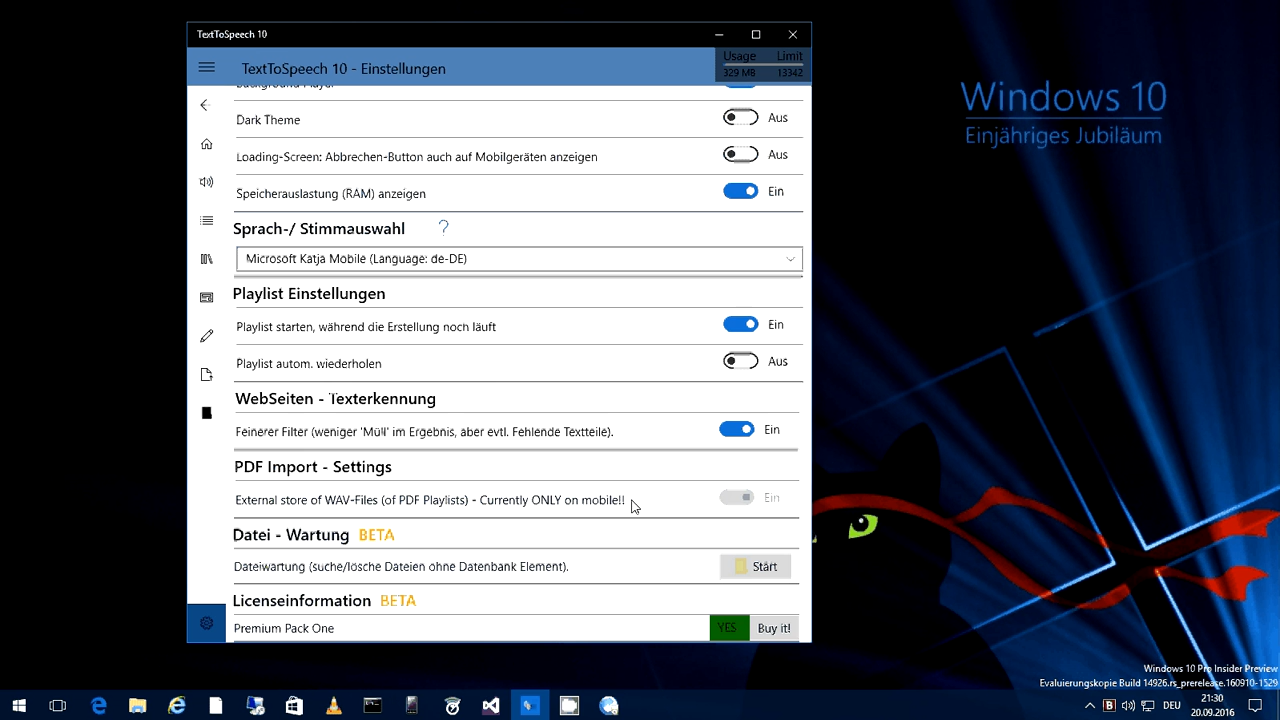 TextToSpeech 10
TextToSpeech 10 - Einstellungen
Usage Limit
329 MB 13342
Background Player
Dark Theme Aus
Loading-Screen: Abbrechen-Button auch auf Mobilgeräten anzeigen Aus
Speicherauslastung (RAM) anzeigen Ein
Sprach-/ Stimmauswahl ?
Microsoft Katja Mobile (Language: de-DE)
Playlist Einstellungen
Playlist starten, während die Erstellung noch läuft Ein
Playlist autom. wiederholen Aus
WebSeiten - Texterkennung
Feinerer Filter (weniger 'Müll' im Ergebnis, aber evtl. Fehlende Textteile). Ein
PDF Import - Settings
External store of WAV-Files (of PDF Playlists) - Currently ONLY on mobile!! Ein
Datei - Wartung BETA
Dateiwartung (suche/lösche Dateien ohne Datenbank Element). Start
Licenseinformation BETA
Premium Pack One YES Buy it!
Windows 10
Einjähriges Jubiläum
Windows 10 Pro Insider Preview
Evaluierungskopie Build 14926.rs_prerelease.160910-1529
DEU
21:30
20.09.2016